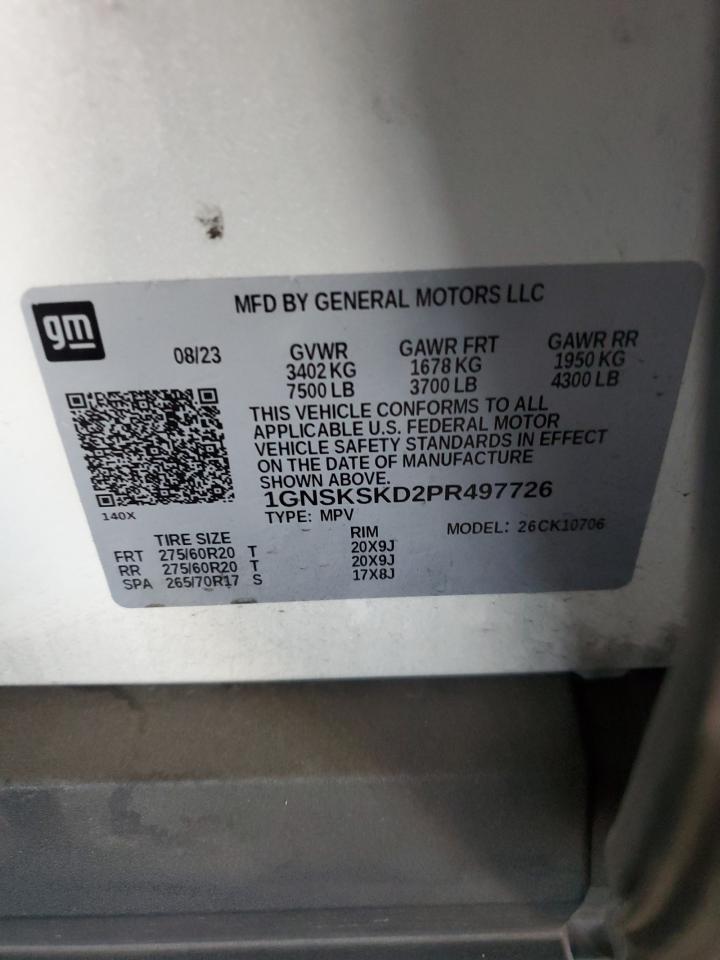 gm
MFD BY GENERAL MOTORS LLC
08/23 GVWR GAWR FRT GAWR RR
3402 KG 1678 KG 1950 KG
7500 LB 3700 LB 4300 LB
THIS VEHICLE CONFORMS TO ALL
APPLICABLE U.S. FEDERAL MOTOR
VEHICLE SAFETY STANDARDS IN EFFECT
ON THE DATE OF MANUFACTURE
SHOWN ABOVE.
1GNSKSKD2PR497726
140X
TYPE: MPV MODEL: 26CK10706
TIRE SIZE RIM
FRT 275/60R20 T 20X9J
RR 275/60R20 T 20X9J
SPA 265/70R17 S 17X8J